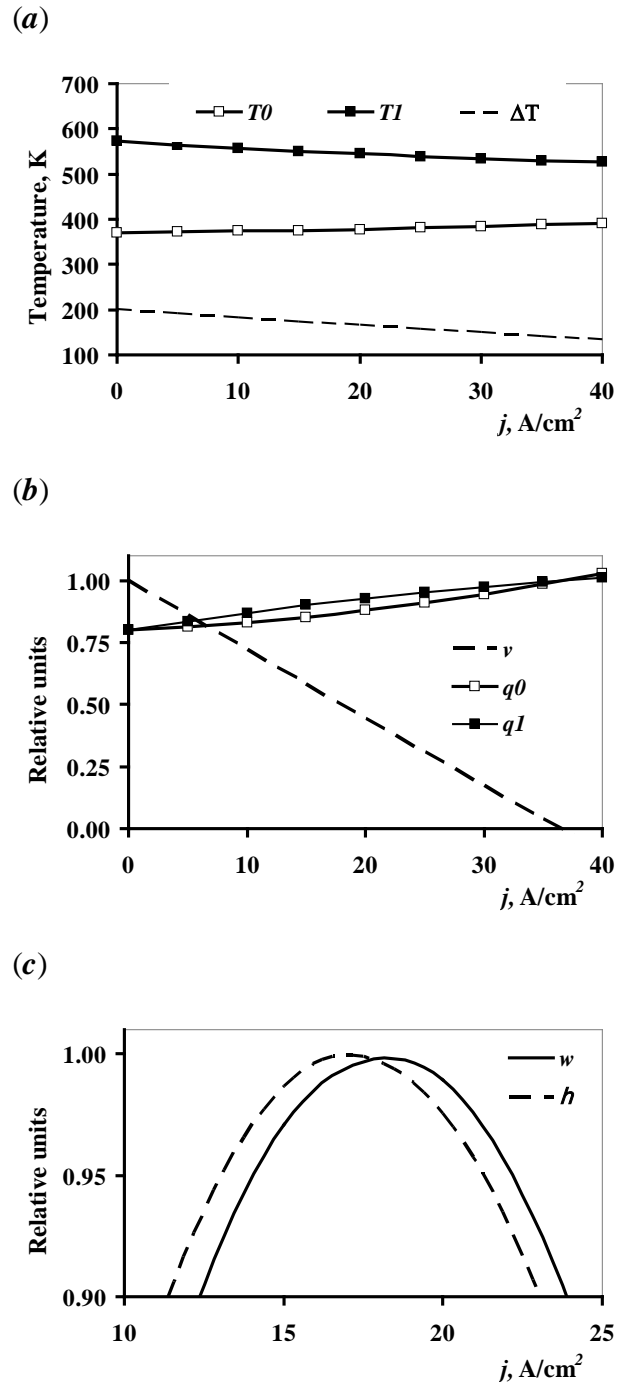 (a)
700
600
500
400
300
200
100
Temperature, K
T0 T1 ΔT
0 10 20 30 40
j, A/cm²
(b)
1.00
0.75
0.50
0.25
0.00
Relative units
v
q0
q1
0 10 20 30 40
j, A/cm²
(c)
1.00
0.95
0.90
Relative units
w
h
10 15 20 25
j, A/cm²